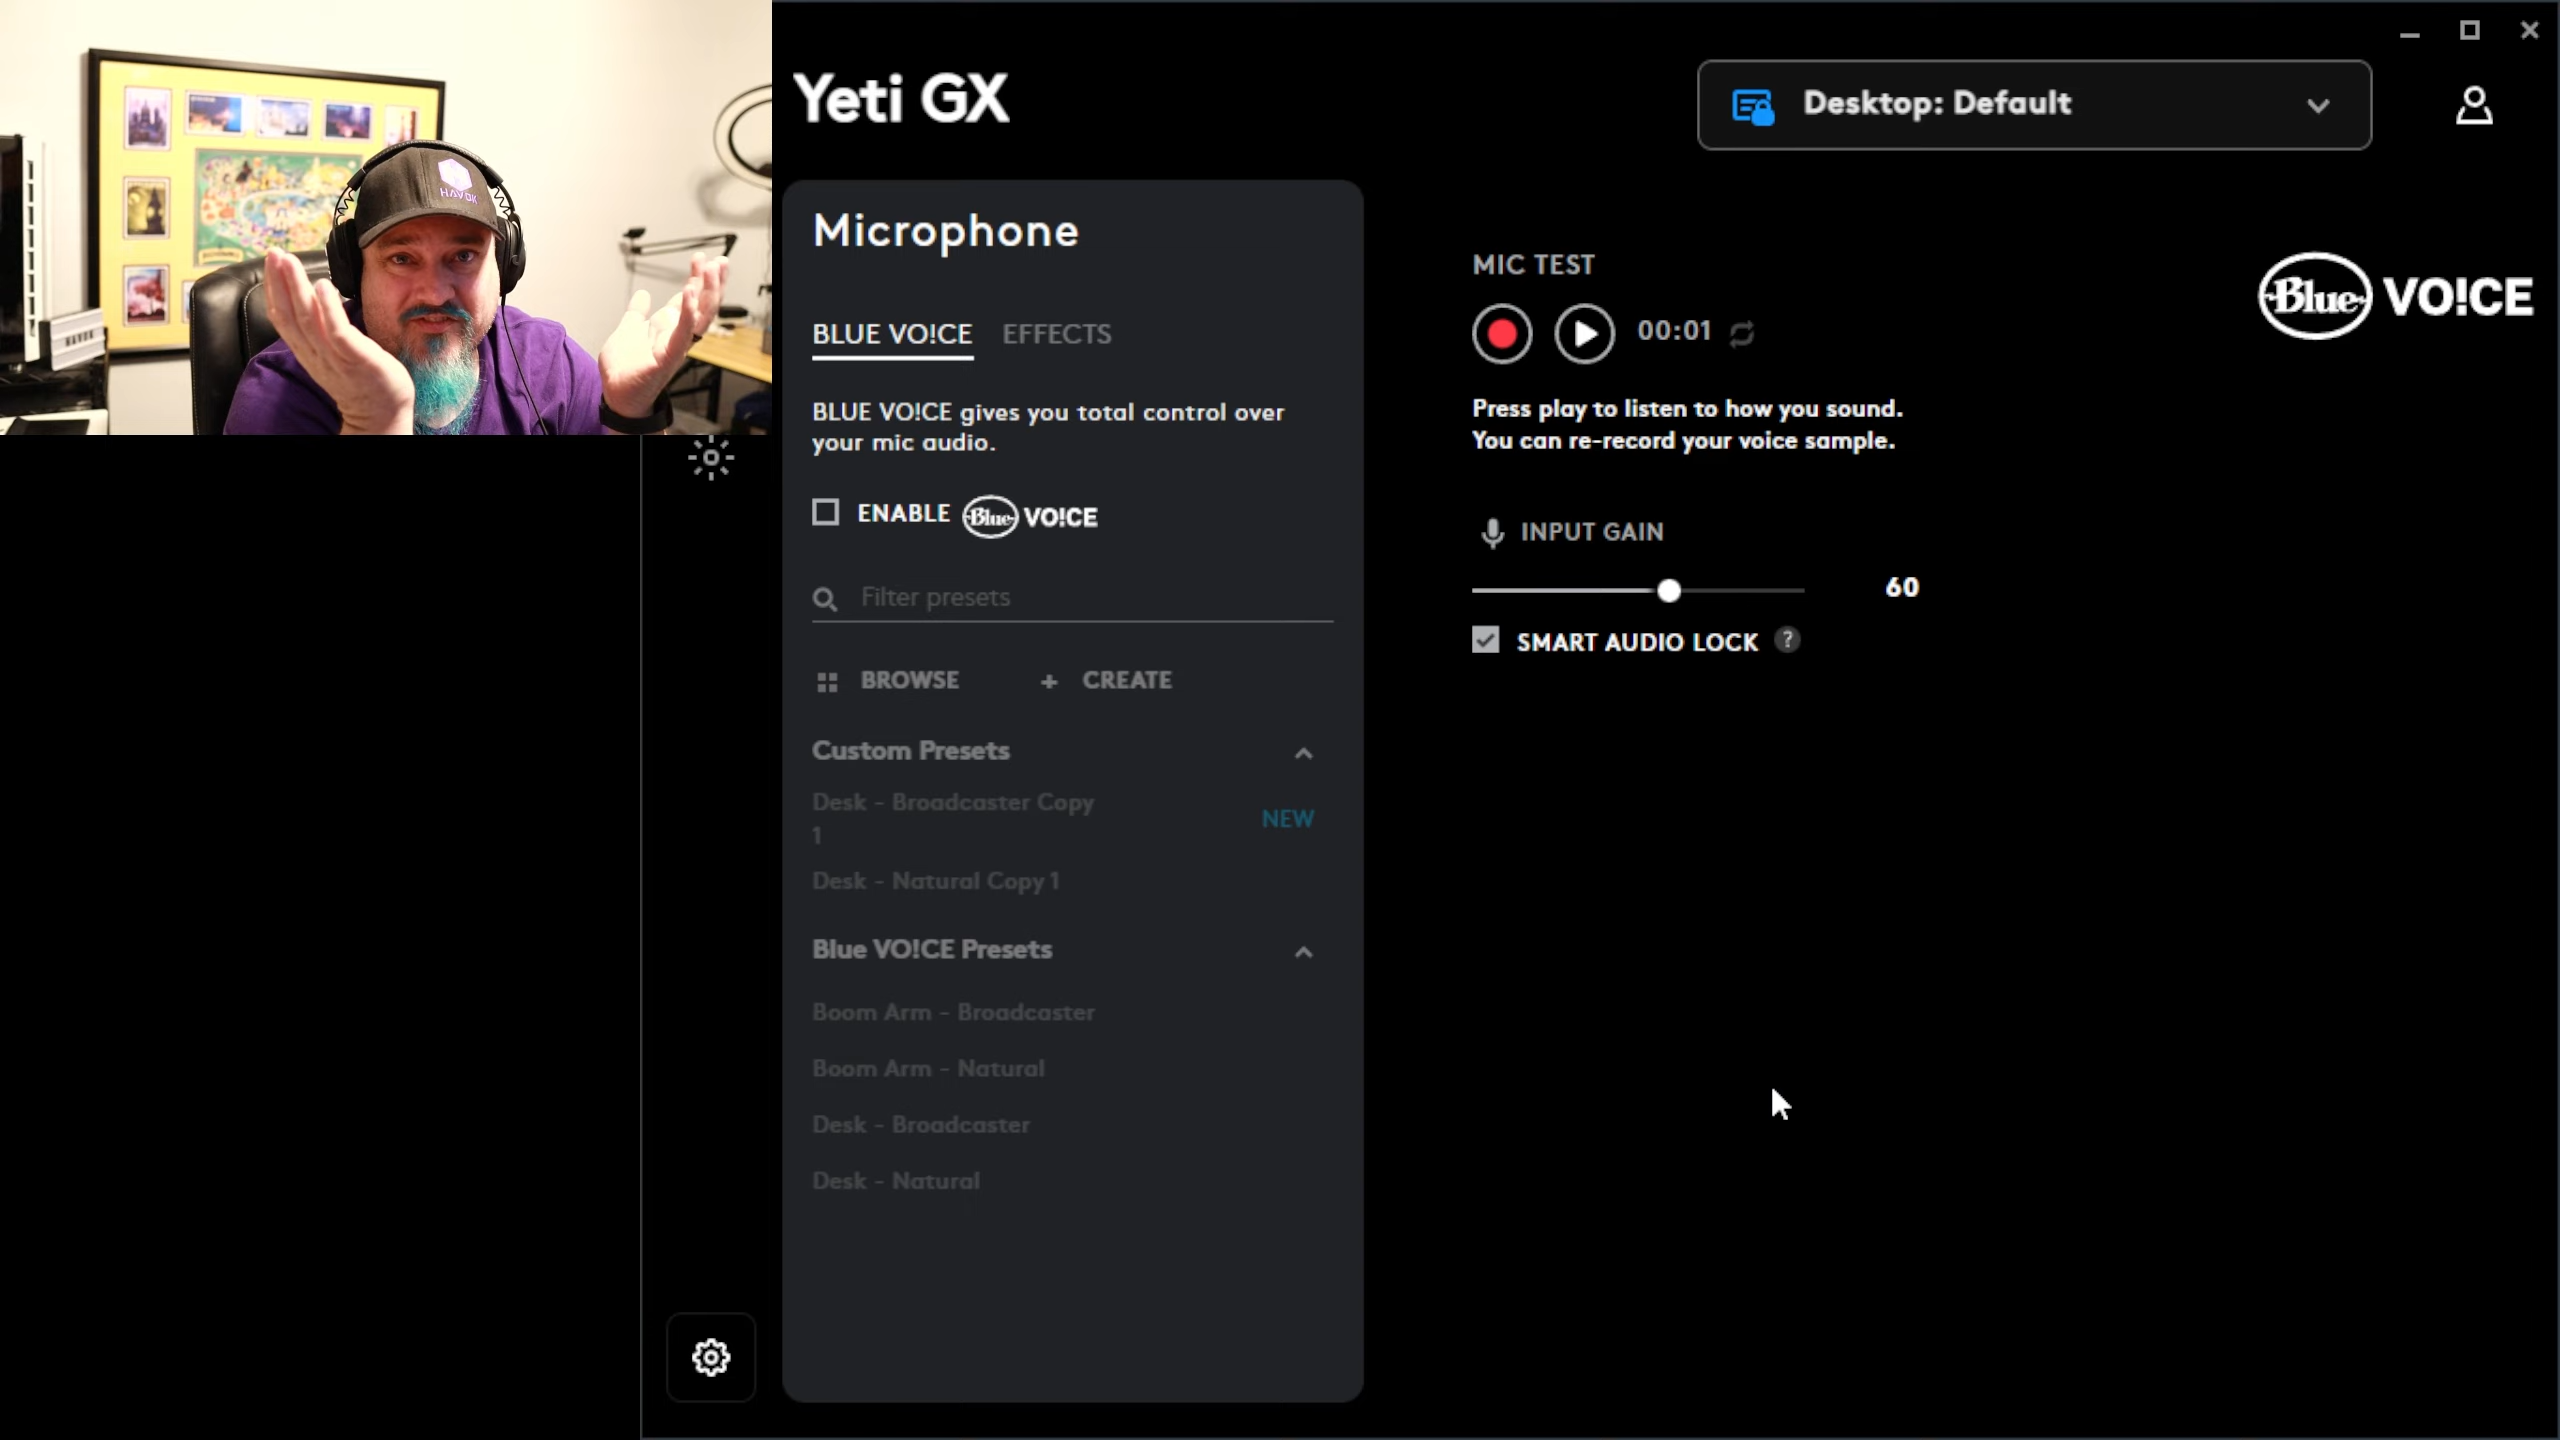 HAVOK
Yeti GX
Desktop: Default
Microphone
BLUE VO!CE EFFECTS
BLUE VO!CE gives you total control over
your mic audio.
ENABLE Blue VO!CE
Filter presets
BROWSE + CREATE
Custom Presets
Desk - Broadcaster Copy
1
NEW
Desk - Natural Copy 1
Blue VO!CE Presets
Boom Arm - Broadcaster
Boom Arm - Natural
Desk - Broadcaster
Desk - Natural
MIC TEST
00:01
Press play to listen to how you sound.
You can re-record your voice sample.
INPUT GAIN
60
SMART AUDIO LOCK ?
Blue VO!CE